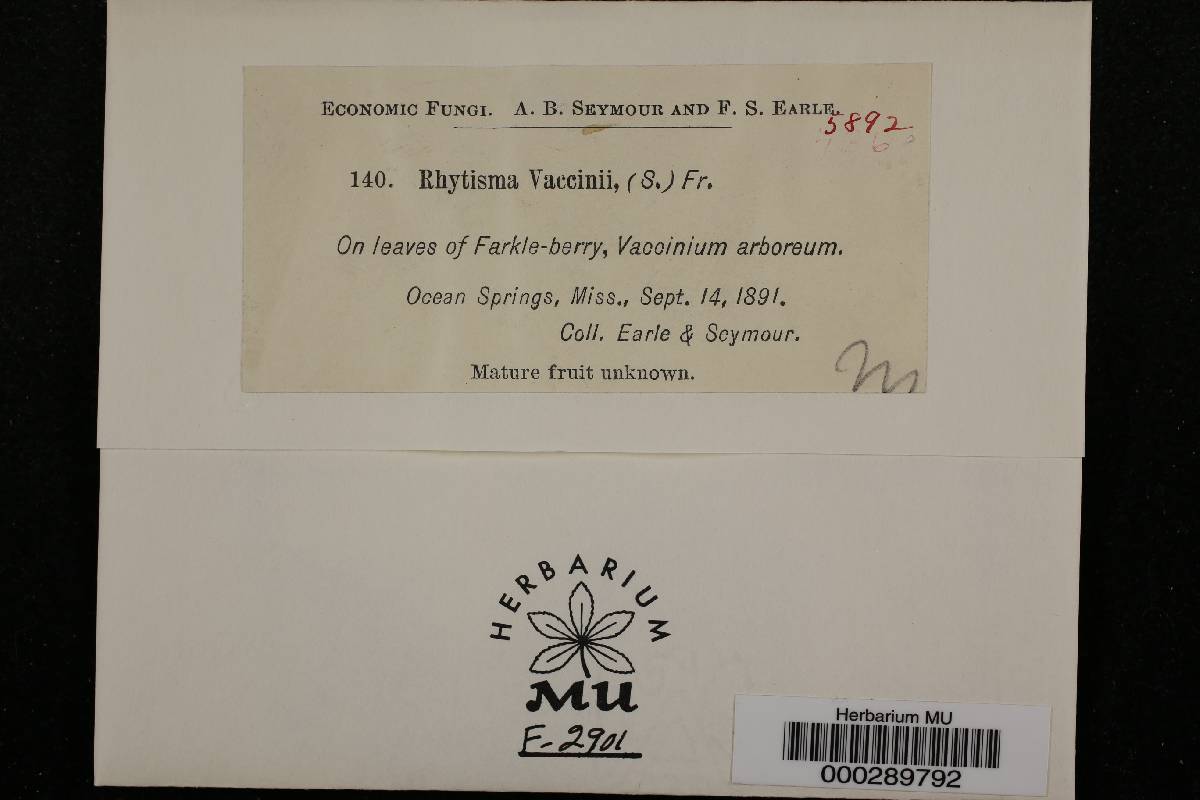 ECONOMIC FUNGI. A. B. SEYMOUR AND F. S. EARLE.
5892
140. Rhytisma Vaccinii, (S.) Fr.
On leaves of Farkle-berry, Vaccinium arboreum.
Ocean Springs, Miss., Sept. 14, 1891.
Coll. Earle & Seymour.
Mature fruit unknown.
m
HERBARIUM
MU
F-2901
Herbarium MU
000289792